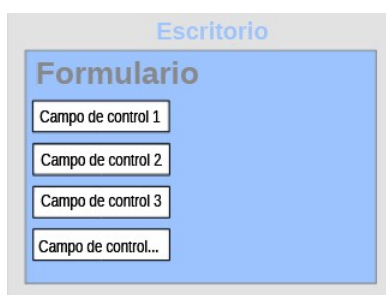 Escritorio
Formulario
Campo de control 1
Campo de control 2
Campo de control 3
Campo de control...